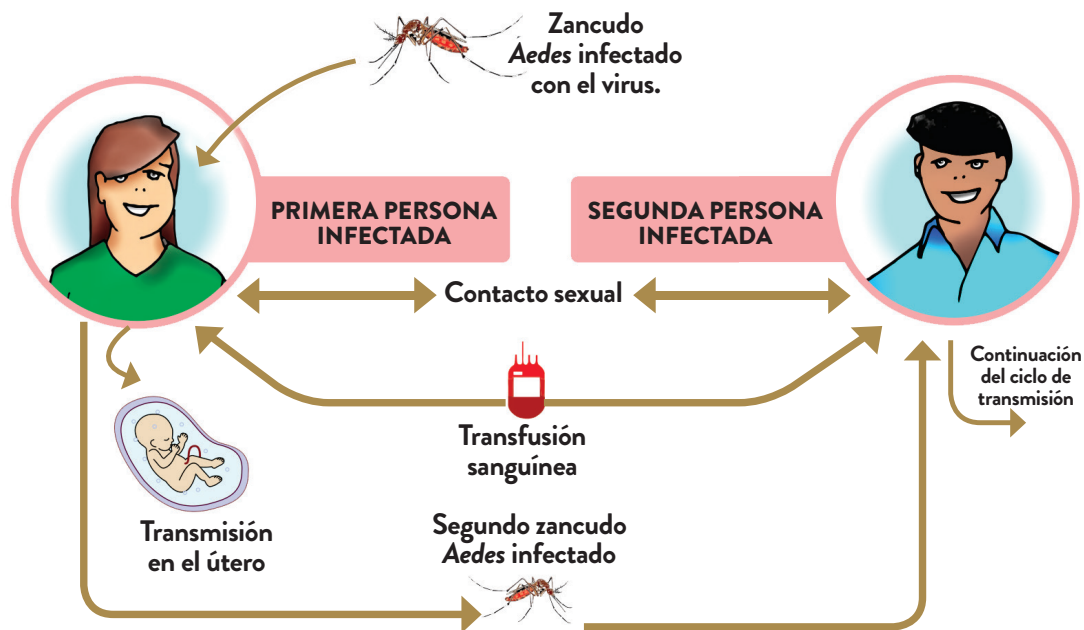 Zancudo
Aedes infectado
con el virus.
PRIMERA PERSONA
INFECTADA
SEGUNDA PERSONA
INFECTADA
Contacto sexual
Continuación
del ciclo de
transmisión
Transfusión
sanguínea
Transmisión
en el útero
Segundo zancudo
Aedes infectado